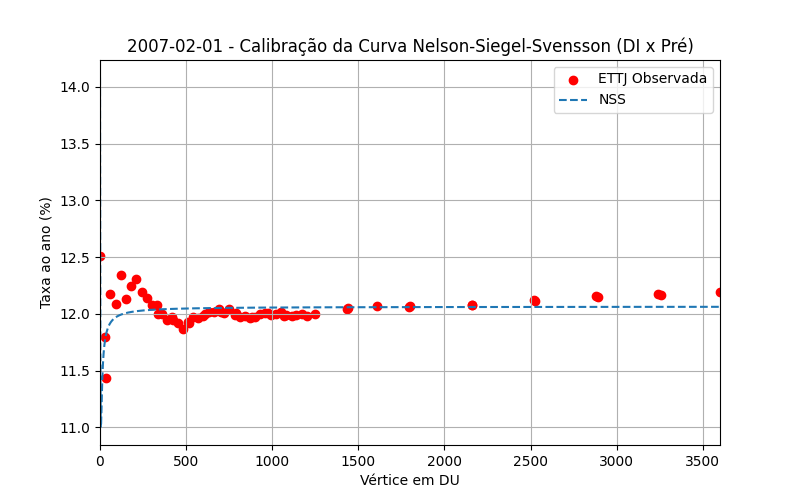 2007-02-01 - Calibração da Curva Nelson-Siegel-Svensson (DI x Pré)
ETTJ Observada
NSS
Taxa ao ano (%)
14.0
13.5
13.0
12.5
12.0
11.5
11.0
0 500 1000 1500 2000 2500 3000 3500
Vértice em DU